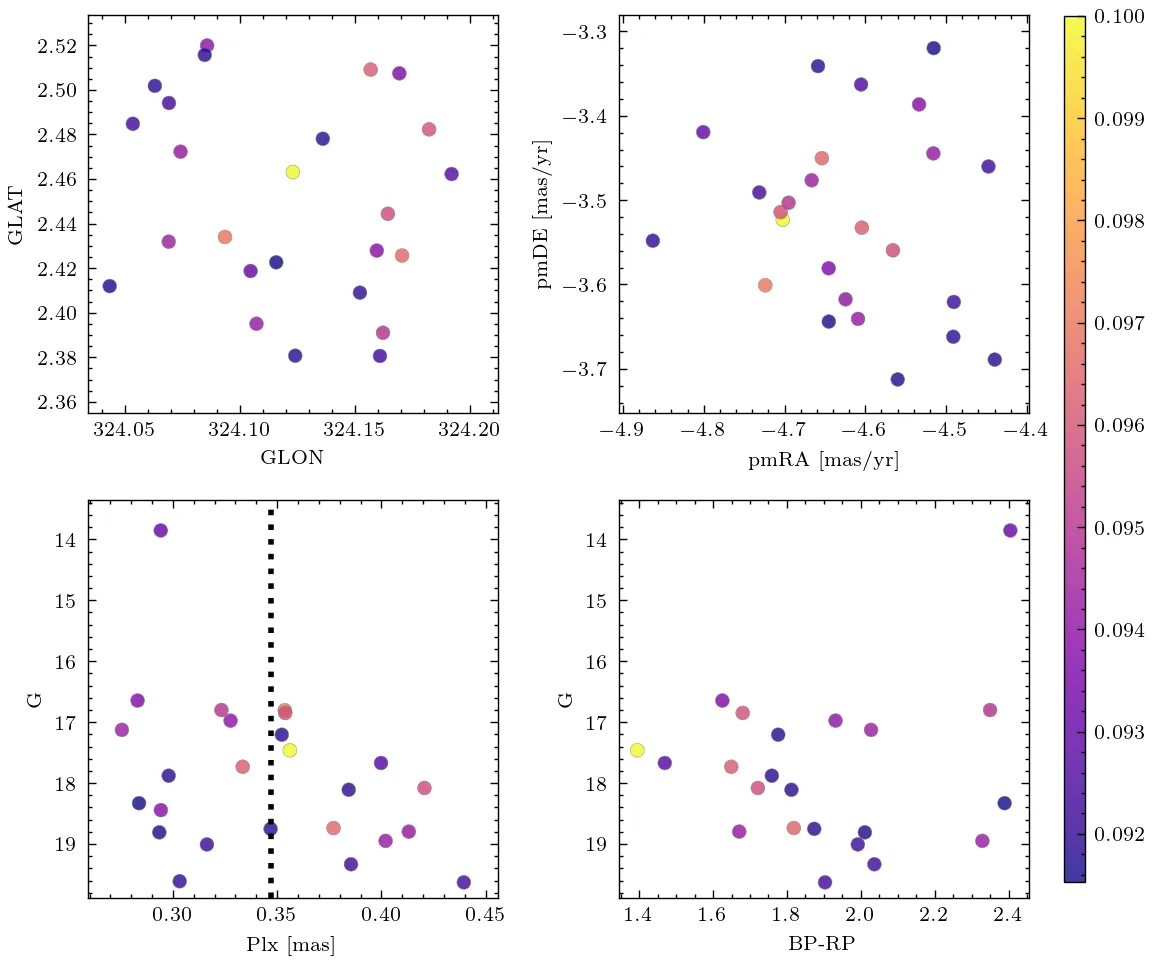 2.52
2.50
2.48
2.46
2.44
2.42
2.40
2.38
2.36
GLAT
324.05 324.10 324.15 324.20
GLON
−3.3
−3.4
−3.5
−3.6
−3.7
pmDE [mas/yr]
−4.9 −4.8 −4.7 −4.6 −4.5 −4.4
pmRA [mas/yr]
14
15
16
17
18
19
G
0.30 0.35 0.40 0.45
Plx [mas]
14
15
16
17
18
19
G
1.4 1.6 1.8 2.0 2.2 2.4
BP-RP
0.100
0.099
0.098
0.097
0.096
0.095
0.094
0.093
0.092